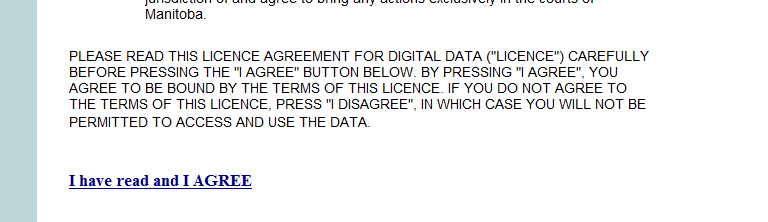 jurisdiction of and agree to bring any actions exclusively in the courts of
Manitoba.
PLEASE READ THIS LICENCE AGREEMENT FOR DIGITAL DATA ("LICENCE") CAREFULLY
BEFORE PRESSING THE "I AGREE" BUTTON BELOW. BY PRESSING "I AGREE", YOU
AGREE TO BE BOUND BY THE TERMS OF THIS LICENCE. IF YOU DO NOT AGREE TO
THE TERMS OF THIS LICENCE, PRESS "I DISAGREE", IN WHICH CASE YOU WILL NOT BE
PERMITTED TO ACCESS AND USE THE DATA.
I have read and I AGREE